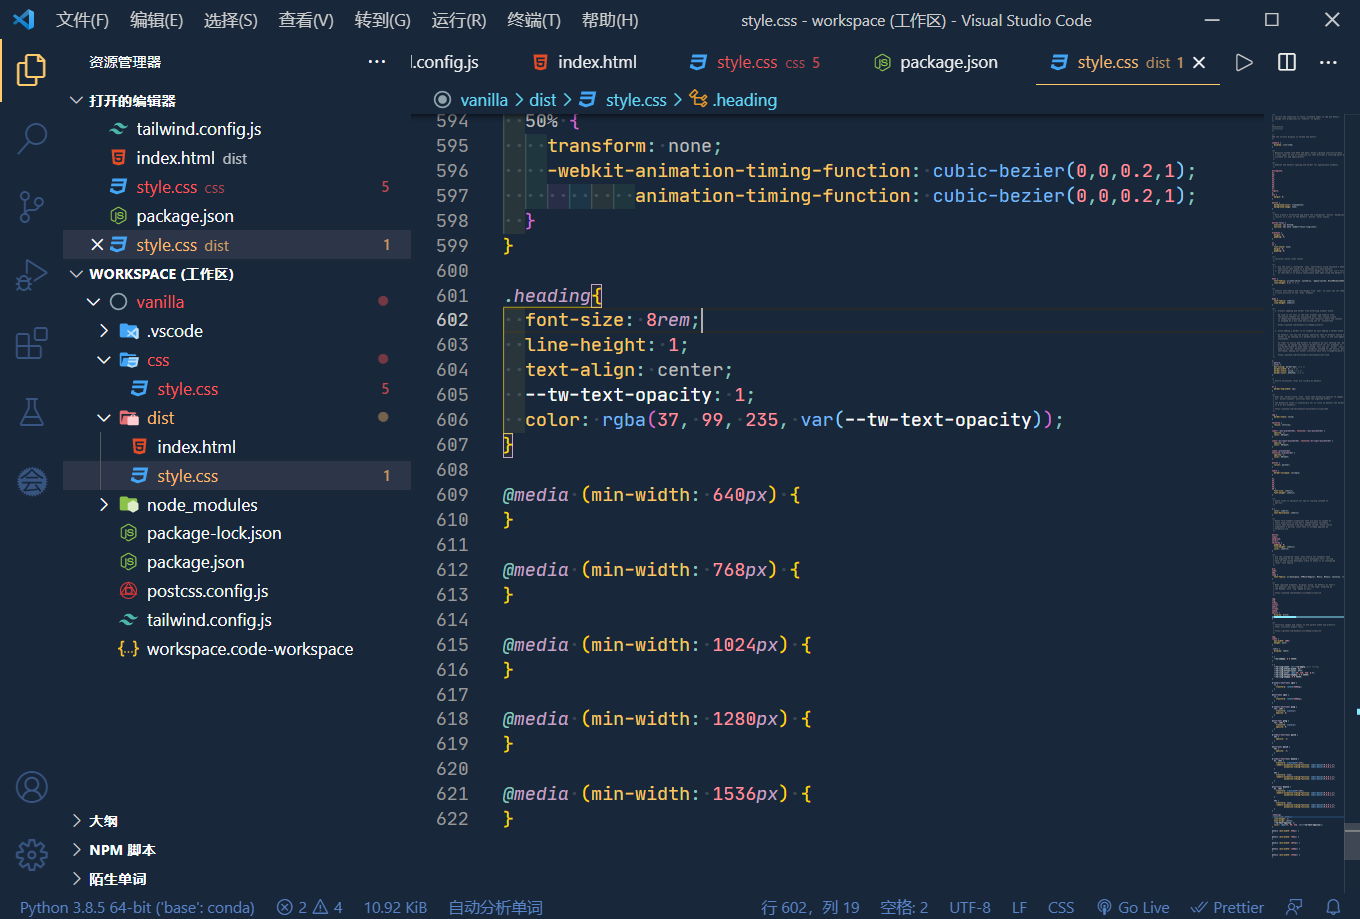 文件(F) 编辑(E) 选择(S) 查看(V) 转到(G) 运行(R) 终端(T) 帮助(H) style.css - workspace (工作区) - Visual Studio Code
资源管理器 ···
l.config.js index.html style.css css 5 package.json style.css dist 1
vanilla > dist > style.css > .heading
打开的编辑器
tailwind.config.js
index.html dist
style.css css 5
package.json
style.css dist 1
WORKSPACE (工作区)
vanilla
.vscode
css
style.css 5
dist
index.html
style.css 1
node_modules
package-lock.json
package.json
postcss.config.js
tailwind.config.js
workspace.code-workspace
大纲
NPM 脚本
陌生单词
594 50% {
595 transform: none;
596 -webkit-animation-timing-function: cubic-bezier(0,0,0.2,1);
597 animation-timing-function: cubic-bezier(0,0,0.2,1);
598 }
599 }
600
601 .heading{
602 font-size: 8rem;
603 line-height: 1;
604 text-align: center;
605 --tw-text-opacity: 1;
606 color: rgba(37, 99, 235, var(--tw-text-opacity));
607 }
608
609 @media (min-width: 640px) {
610 }
611
612 @media (min-width: 768px) {
613 }
614
615 @media (min-width: 1024px) {
616 }
617
618 @media (min-width: 1280px) {
619 }
620
621 @media (min-width: 1536px) {
622 }
Python 3.8.5 64-bit ('base': conda) 2 4 10.92 KiB 自动分析单词 行 602，列 19 空格: 2 UTF-8 LF CSS Go Live Prettier